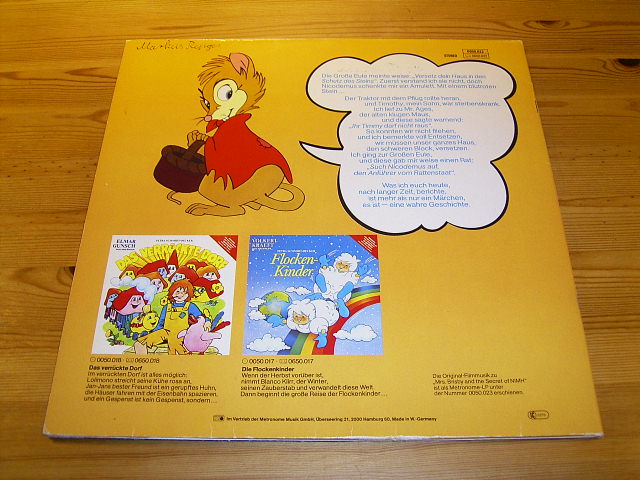 Markus
STEREO 0050.023
Die Große Eule meinte weise: „Versetz dein Haus in den
Schatz des Steins“. Zuerst verstand ich sie nicht, doch
Nicodemus schenkte mir ein Amulett. Mit einem blutroten
Stein . . .
Der Traktor mit dem Pflug rollte heran,
und Timothy, mein Sohn, war sterbenskrank.
Ich lief zu Mr. Ages,
der alten klugen Maus,
und diese sagte warnend:
„Ihr Timmy darf nicht raus“.
So konnten wir nicht fliehen,
und ich bemerkte voll Entsetzen,
wir müssen unser ganzes Haus,
den schweren Block, versetzen.
Ich ging zur Großen Eule,
und diese gab mir weise einen Rat:
„Such Nicodemus auf,
den Anführer vom Rattenstaat“.
Was ich euch heute,
nach langer Zeit, berichte,
ist mehr als nur ein Märchen,
es ist – eine wahre Geschichte.
ELMAR
GUNSCH
DAS VERRÜCKTE DORF
VOLKERT
KRAEFT
Flocken-
Kinder
0050.018 · 0650.018
Das verrückte Dorf
Im verrückten Dorf ist alles möglich:
Lolimono streicht seine Kühe rosa an,
Jan-Jans bester Freund ist ein gerupftes Huhn,
die Häuser fahren mit der Eisenbahn spazieren,
und ein Gespenst ist kein Gespenst, sondern...
0050.017 · 0650.017
Die Flockenkinder
Wenn der Herbst vorüber ist,
nimmt Blanco Klirr, der Winter,
seinen Zauberstab und verwandelt diese Welt.
Dann beginnt die große Reise der Flockenkinder...
Die Original-Filmmusik zu
„Mrs. Brisby and the Secret of NIMH“
ist als Metronome-LP unter
der Nummer 0050.023 erschienen.
Im Vertrieb der Metronome Musik GmbH, Überseering 21, 2000 Hamburg 60, Made in W.-Germany